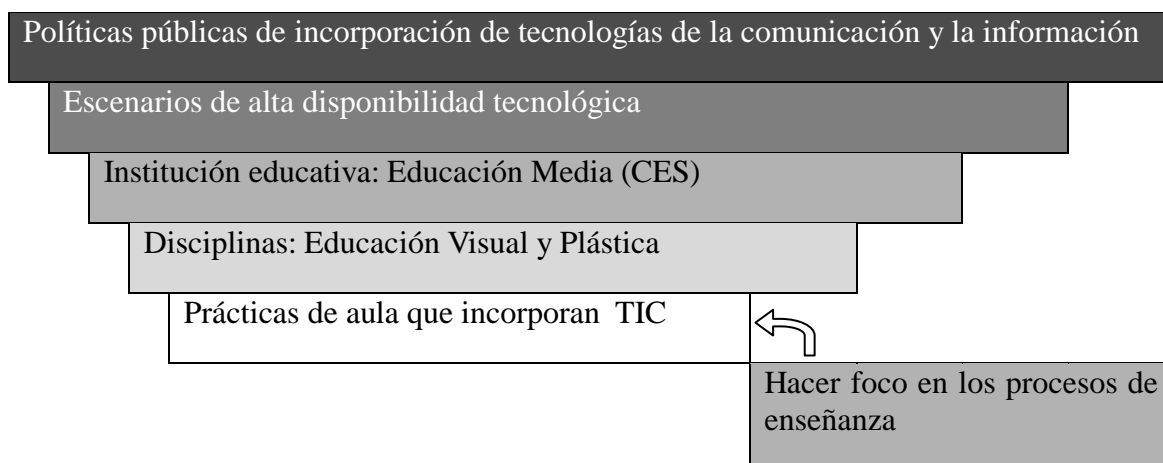 Políticas públicas de incorporación de tecnologías de la comunicación y la información
Escenarios de alta disponibilidad tecnológica
Institución educativa: Educación Media (CES)
Disciplinas: Educación Visual y Plástica
Prácticas de aula que incorporan TIC
Hacer foco en los procesos de
enseñanza